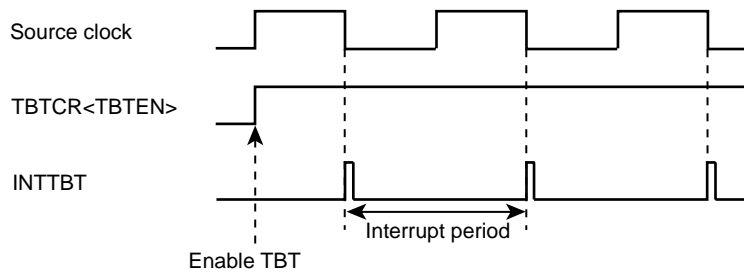 Source clock
TBTCR<TBTEN>
INTTBT
Interrupt period
Enable TBT